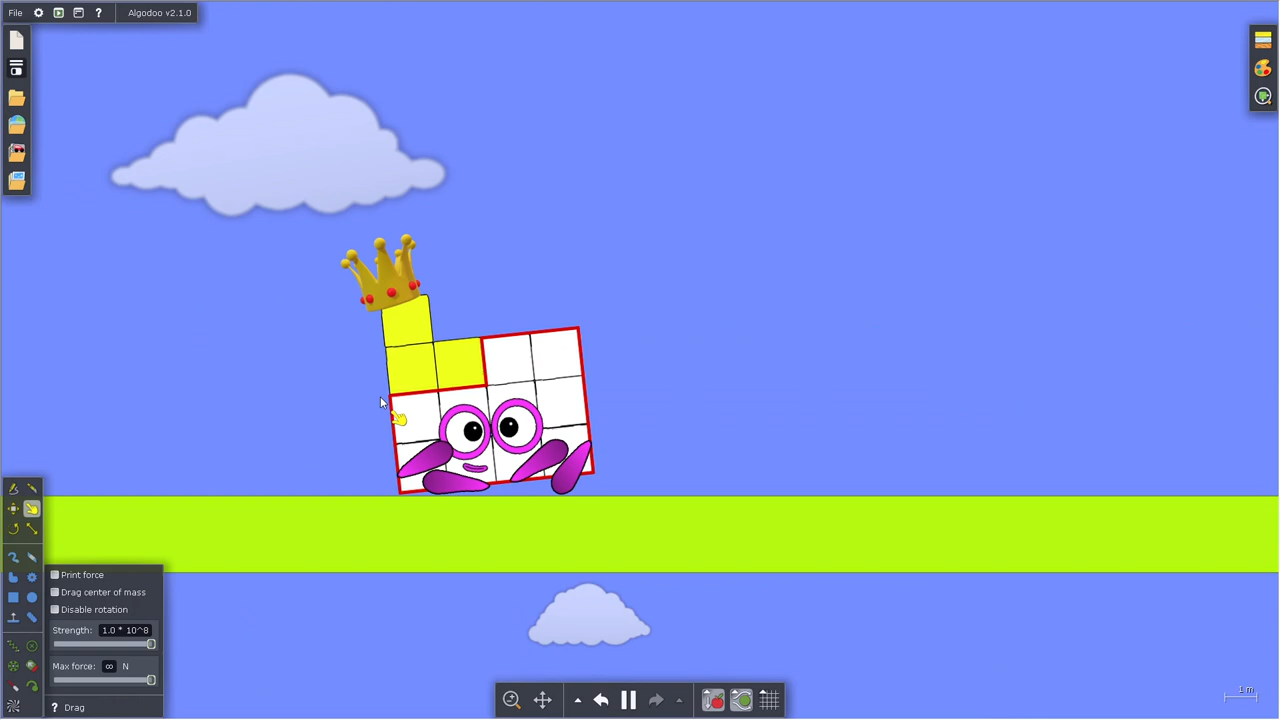 File ? Algodoo v2.1.0
Print force
Drag center of mass
Disable rotation
Strength: 1.0 * 10^8
Max force: ∞ N
? Drag
1 m